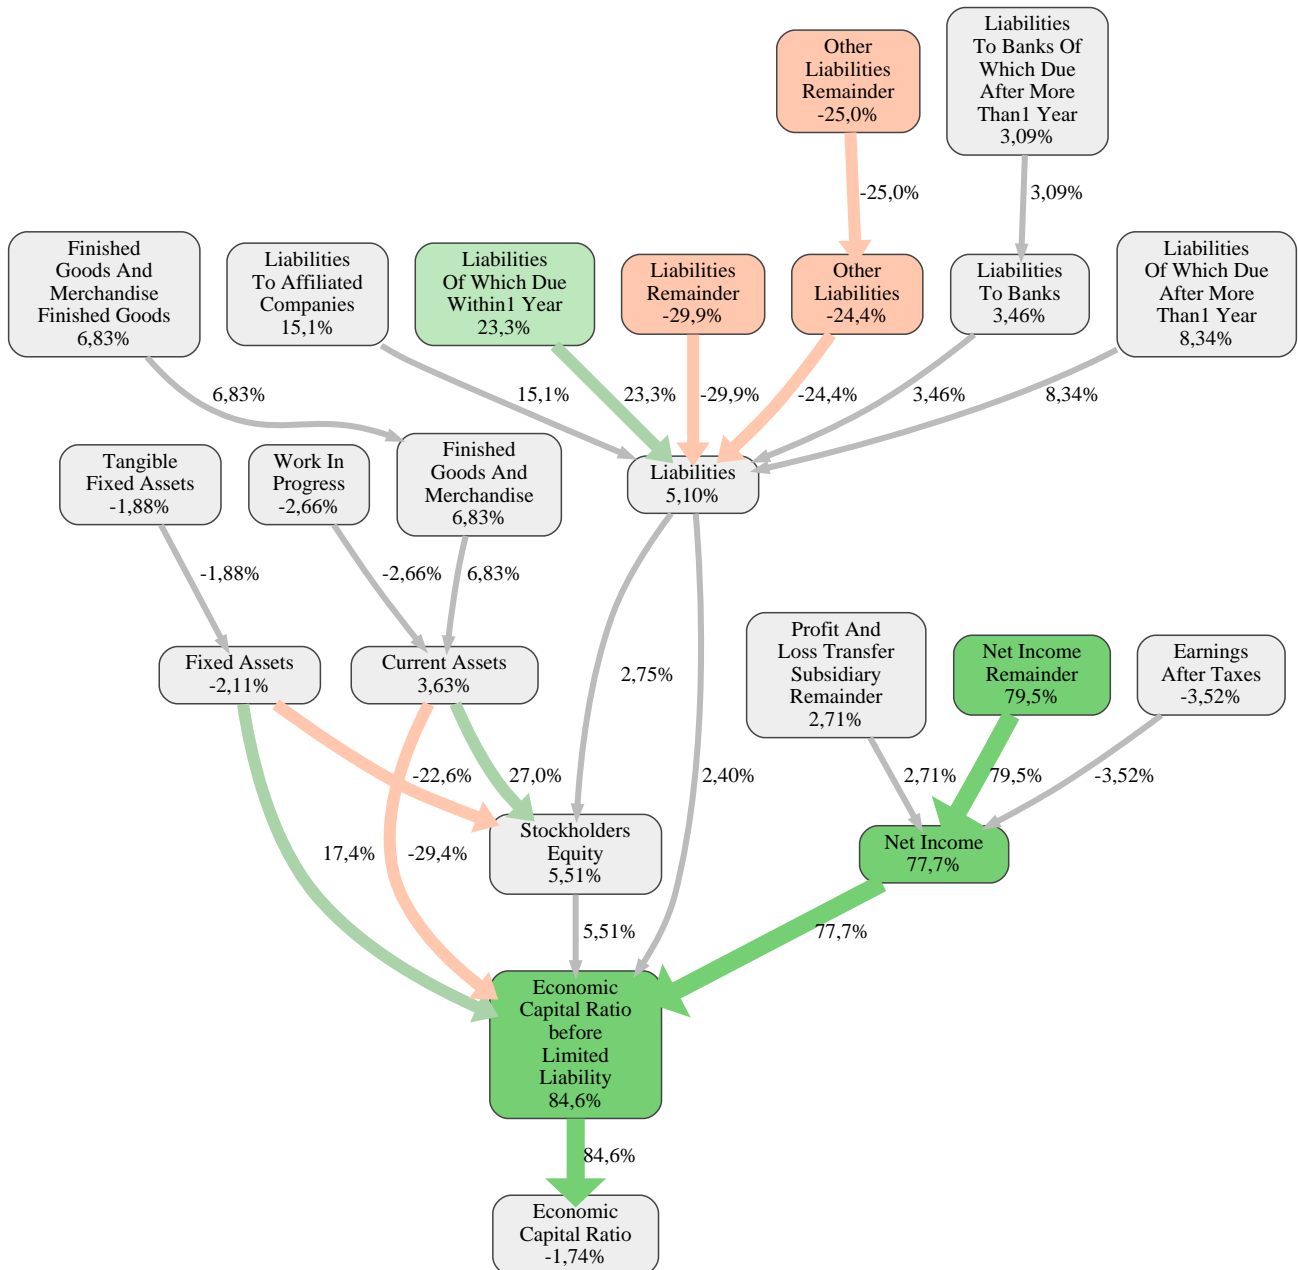 Other
Liabilities
Remainder
-25,0%
Liabilities
To Banks Of
Which Due
After More
Than1 Year
3,09%
-25,0%
3,09%
Finished
Goods And
Merchandise
Finished Goods
6,83%
Liabilities
To Affiliated
Companies
15,1%
Liabilities
Of Which Due
Within1 Year
23,3%
Liabilities
Remainder
-29,9%
Other
Liabilities
-24,4%
Liabilities
To Banks
3,46%
Liabilities
Of Which Due
After More
Than1 Year
8,34%
6,83%
15,1%
23,3%
-29,9%
-24,4%
3,46%
8,34%
Tangible
Fixed Assets
-1,88%
Work In
Progress
-2,66%
Finished
Goods And
Merchandise
6,83%
Liabilities
5,10%
-1,88%
-2,66%
6,83%
Fixed Assets
-2,11%
Current Assets
3,63%
2,75%
Profit And
Loss Transfer
Subsidiary
Remainder
2,71%
Net Income
Remainder
79,5%
Earnings
After Taxes
-3,52%
-22,6%
27,0%
2,40%
2,71%
79,5%
-3,52%
17,4%
-29,4%
Stockholders
Equity
5,51%
Net Income
77,7%
5,51%
77,7%
Economic
Capital Ratio
before
Limited
Liability
84,6%
84,6%
Economic
Capital Ratio
-1,74%